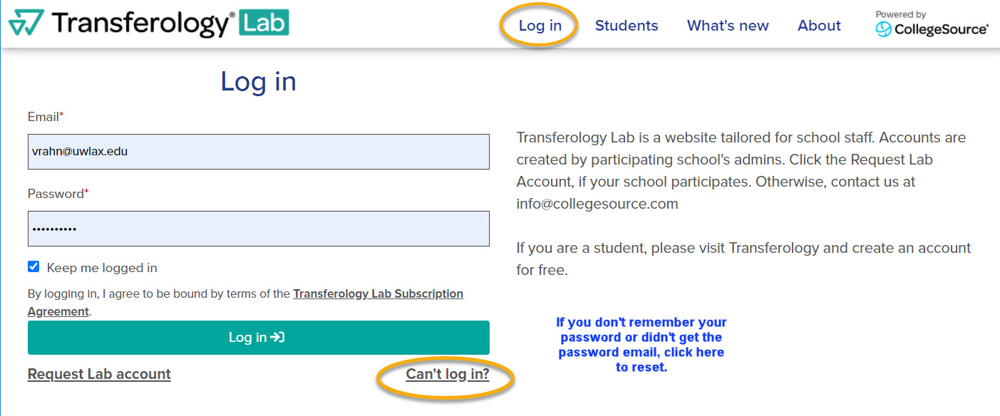 Transferology® Lab
Log in Students What's new About
Powered by
CollegeSource®
Log in
Email*
vrahn@uwlax.edu
Password*
••••••••••
Keep me logged in
By logging in, I agree to be bound by terms of the Transferology Lab Subscription
Agreement.
Log in
Request Lab account
Can't log in?
Transferology Lab is a website tailored for school staff. Accounts are
created by participating school's admins. Click the Request Lab
Account, if your school participates. Otherwise, contact us at
info@collegesource.com
If you are a student, please visit Transferology and create an account
for free.
If you don't remember your
password or didn't get the
password email, click here
to reset.